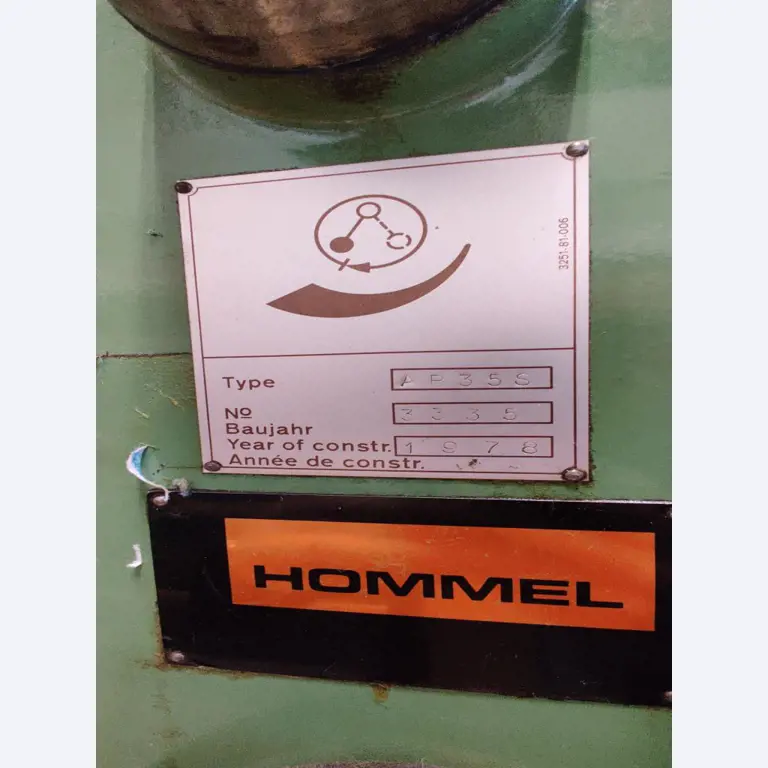 3251-81-006
Type AP35S
Nº 3335
Baujahr
Year of constr. 1978
Année de constr.
HOMMEL